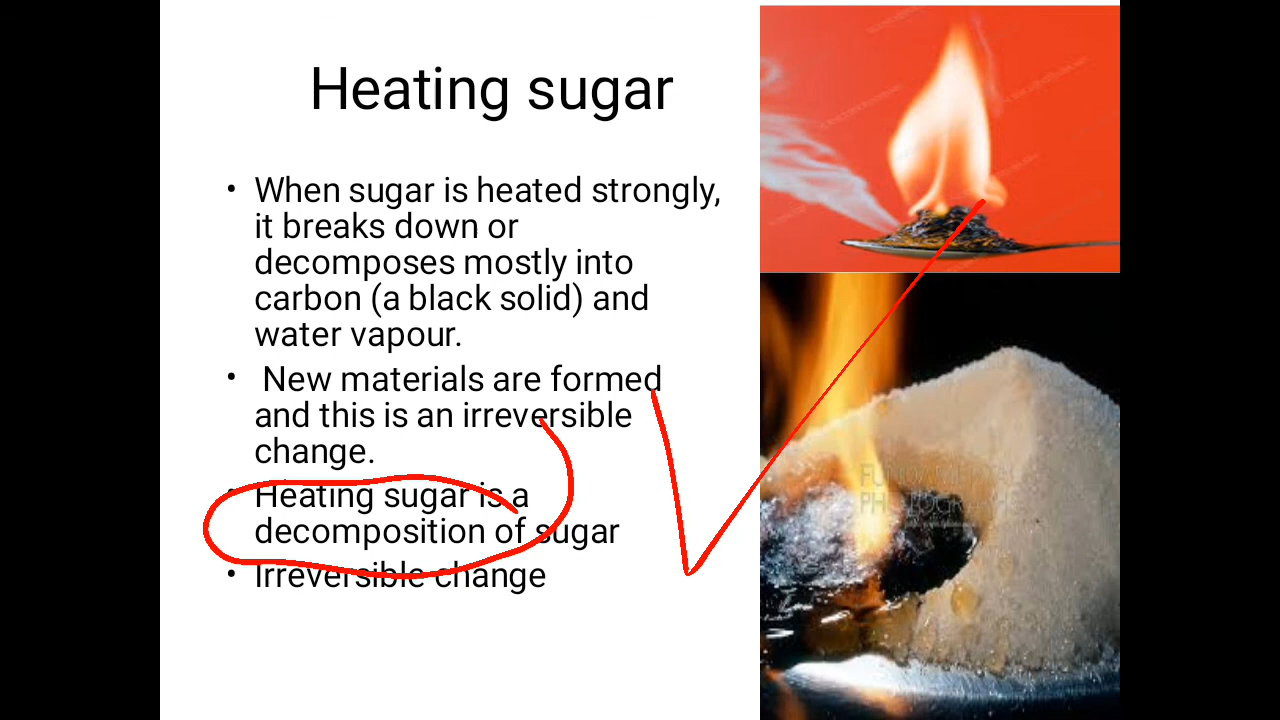 Heating sugar
• When sugar is heated strongly,
it breaks down or
decomposes mostly into
carbon (a black solid) and
water vapour.
• New materials are formed
and this is an irreversible
change.
• Heating sugar is a
decomposition of sugar
• Irreversible change